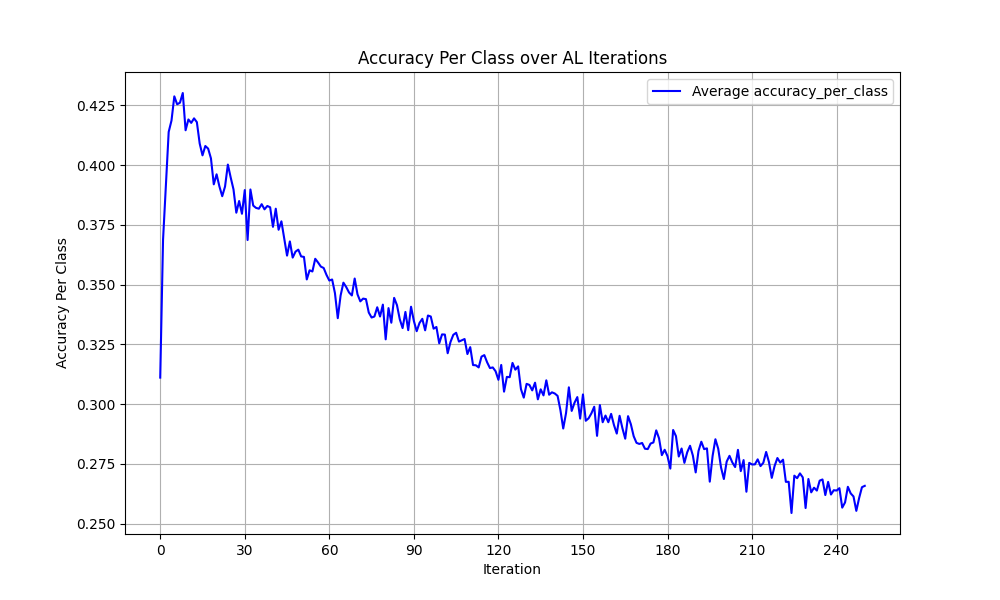 Accuracy Per Class over AL Iterations
Average accuracy_per_class
Accuracy Per Class
0.425
0.400
0.375
0.350
0.325
0.300
0.275
0.250
0 30 60 90 120 150 180 210 240
Iteration